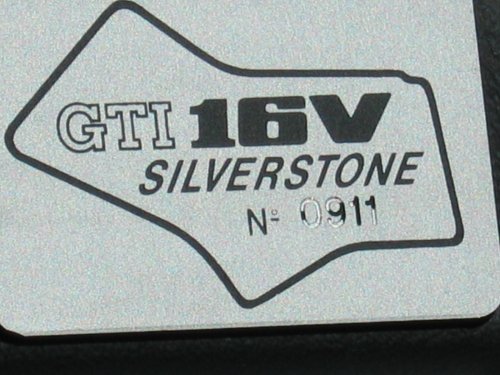 GTI 16V
SILVERSTONE
Nº 0911